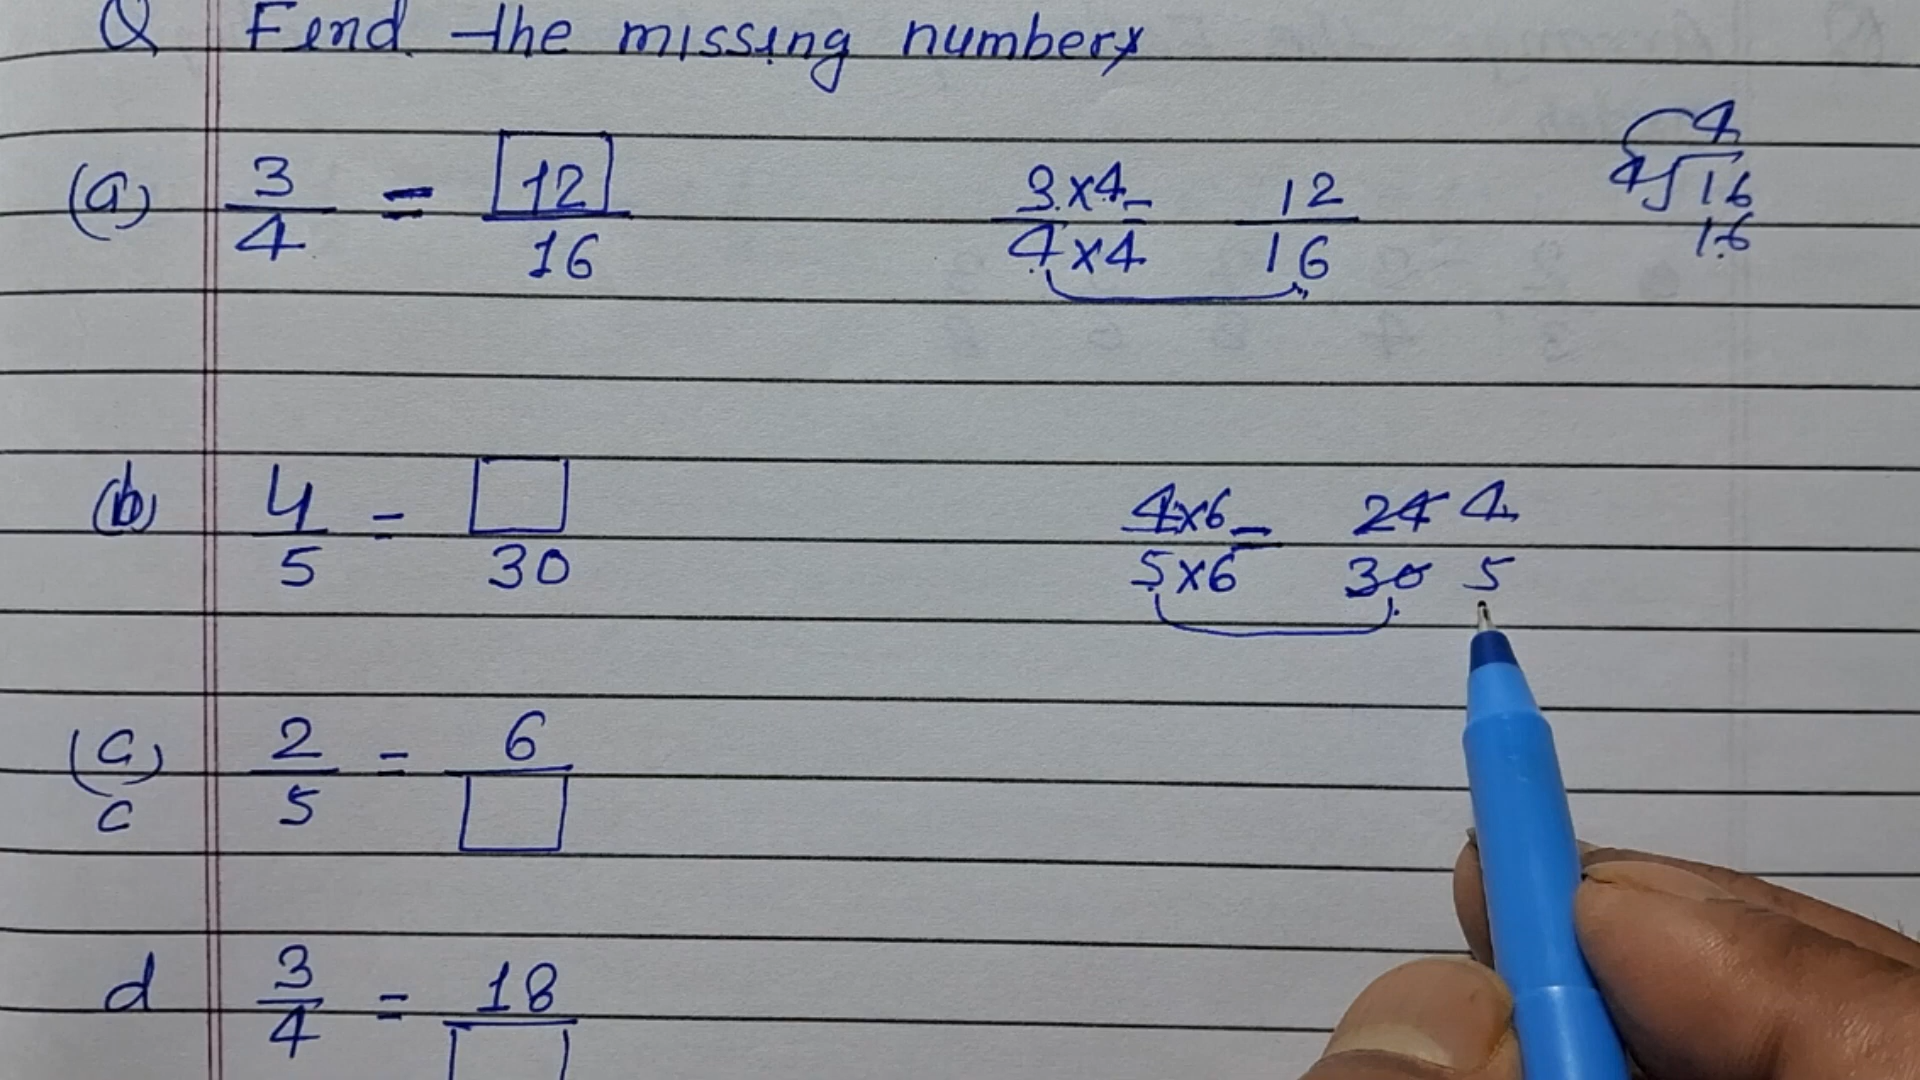 Q Fend the missing numbers
(a) 3/4 = 12/16 3×4/4×4 = 12/16 4)16 4 16
(b) 4/5 = □/30 4×6/5×6 = 24/30 4/5
(c) 2/5 = 6/□
c
d 3/4 = 18/□